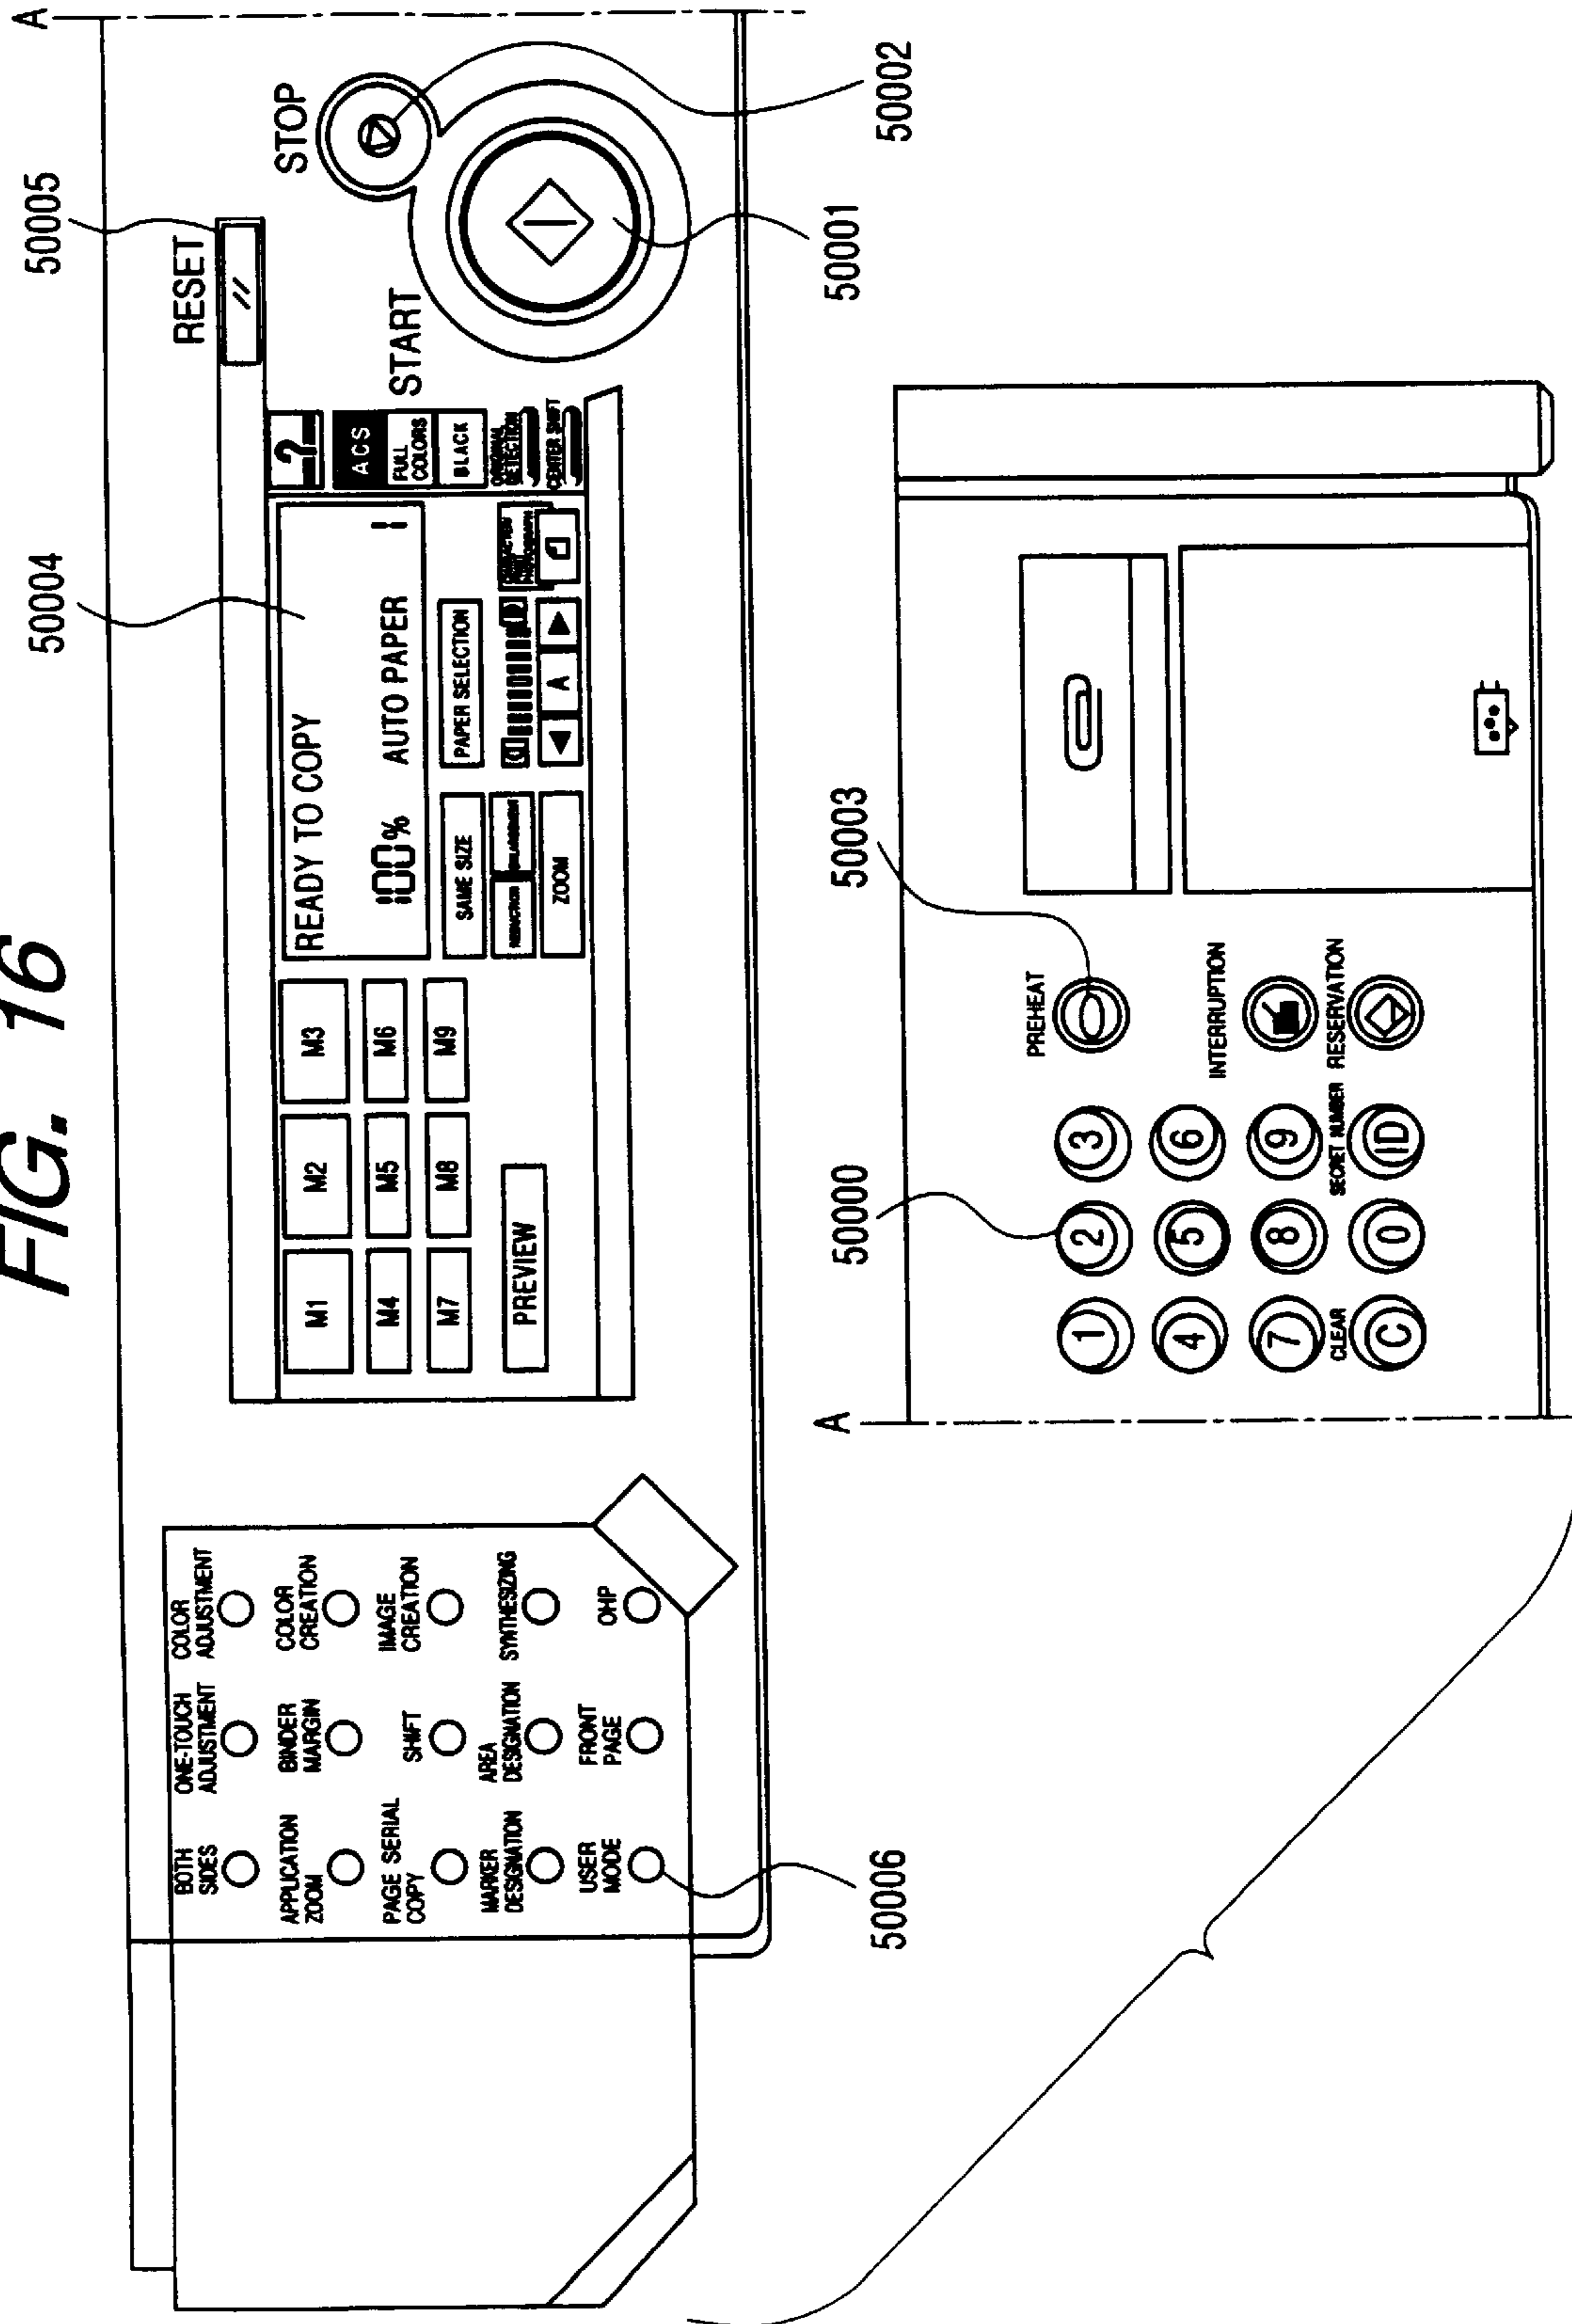 FIG. 16
50004
50005
A
RESET
STOP
START
50002
50001
BOTH
SIDES
ONE-TOUCH
ADJUSTMENT
COLOR
ADJUSTMENT
APPLICATION
ZOOM
BINDER
MARGIN
COLOR
CREATION
PAGE SERIAL
COPY
SHIFT
IMAGE
CREATION
MARKER
DESIGNATION
AREA
DESIGNATION
SYNTHESIZING
USER
MODE
FRONT
PAGE
OHP
50006
M1 M2 M3
M4 M5 M6
M7 M8 M9
PREVIEW
READY TO COPY
100% AUTO PAPER 1
SAME SIZE
PAPER SELECTION
REDUCTION
ENLARGEMENT
ZOOM
A
?
ACS
FULL
COLORS
BLACK
ORIGINAL
DETECTION
CENTER SHIFT
A
50000
50003
PREHEAT
1 2 3
4 5 6
INTERRUPTION
7 8 9
CLEAR
SECRET NUMBER
RESERVATION
C 0 ID